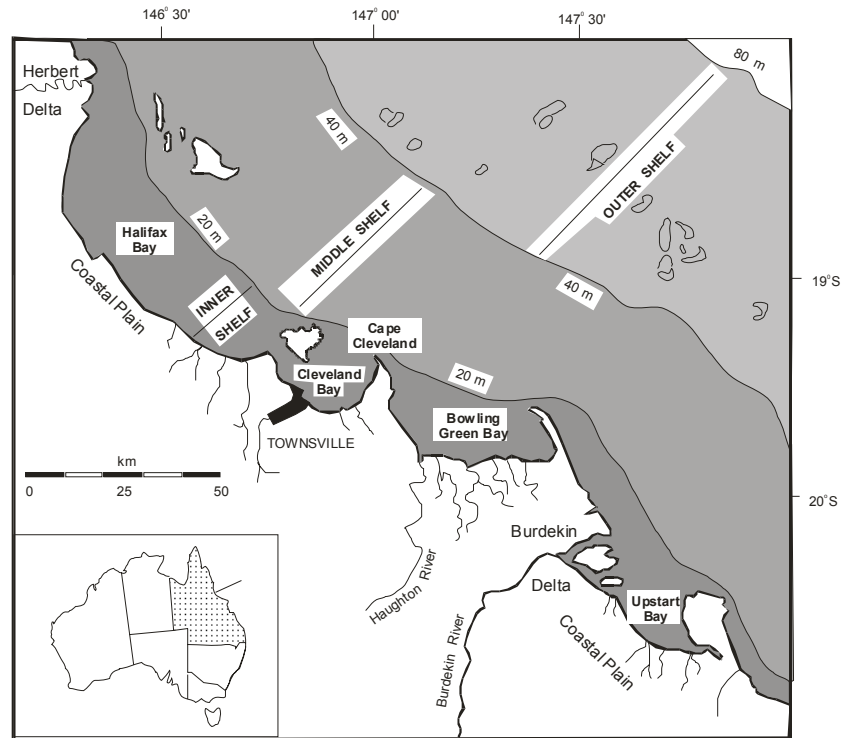 146° 30'
147° 00'
147° 30'
80 m
Herbert
Delta
40 m
OUTER SHELF
MIDDLE SHELF
20 m
Halifax
Bay
Coastal Plain
INNER
SHELF
40 m
19°S
Cape
Cleveland
Cleveland
Bay
20 m
Bowling
Green Bay
TOWNSVILLE
km
0
25
50
20°S
Burdekin
Delta
Haughton River
Burdekin River
Upstart
Bay
Coastal Plain